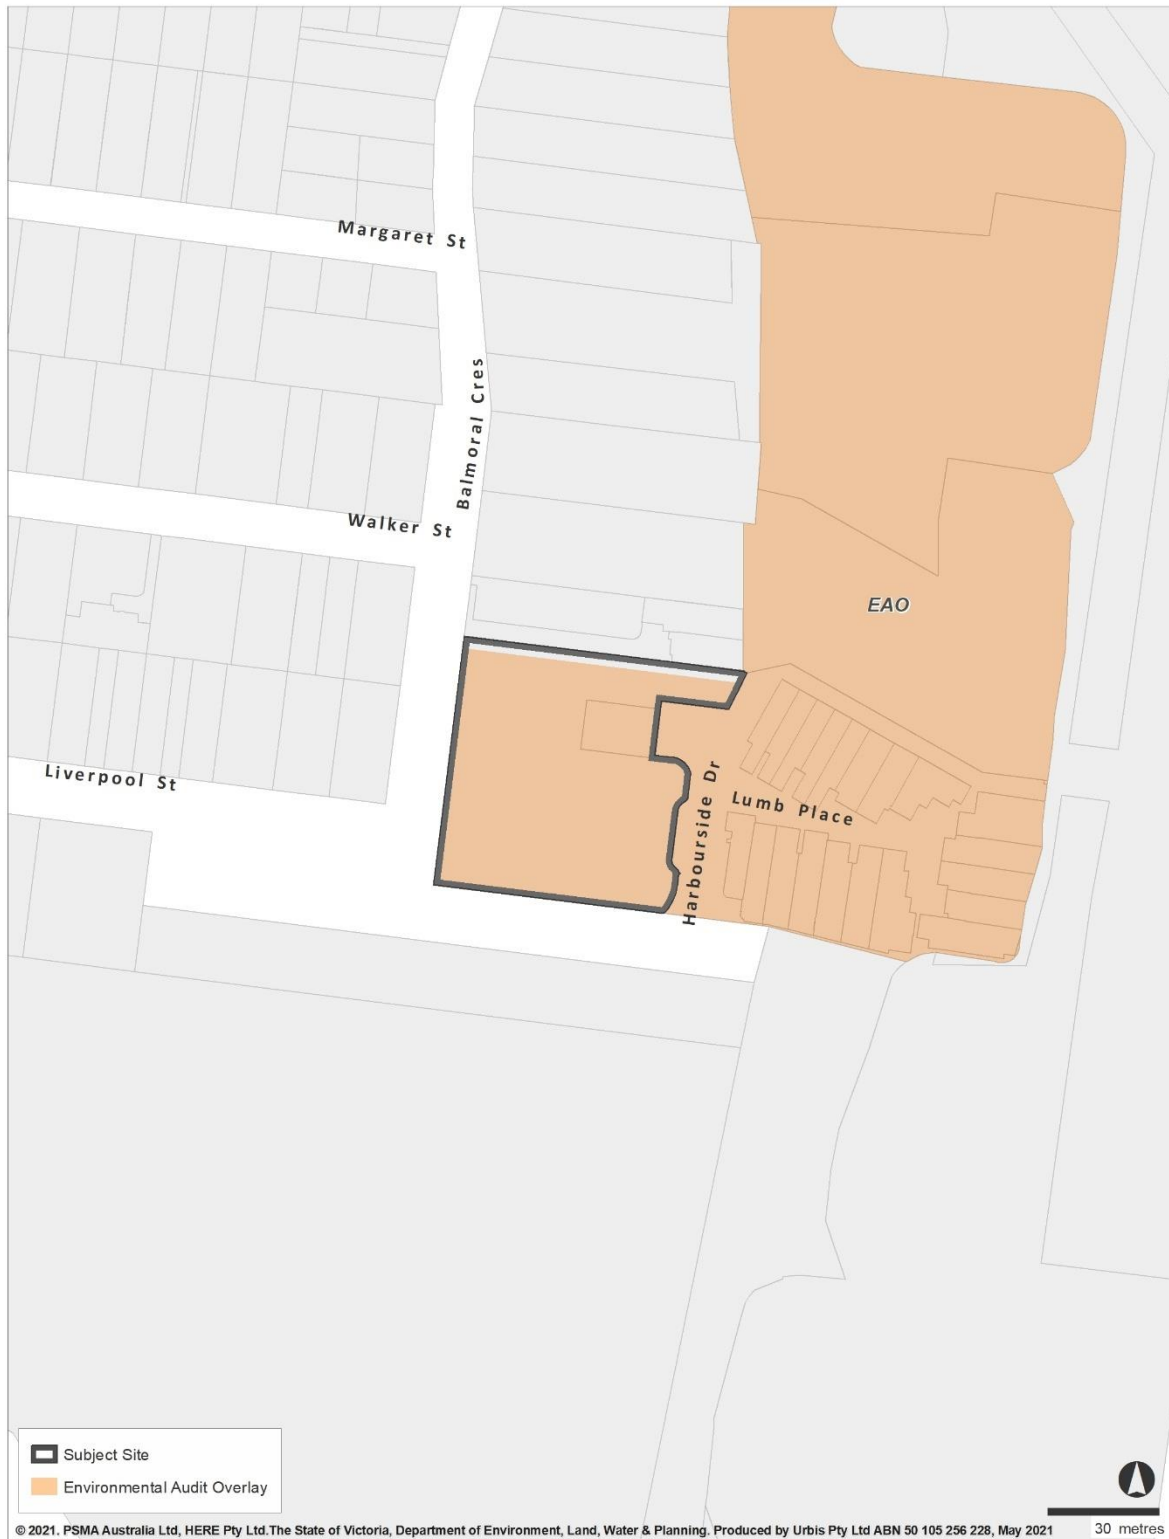 Margaret St
Balmoral Cres
Walker St
EAO
Liverpool St
Harbourside Dr
Lumb Place
Subject Site
Environmental Audit Overlay
© 2021. PSMA Australia Ltd, HERE Pty Ltd.The State of Victoria, Department of Environment, Land, Water & Planning. Produced by Urbis Pty Ltd ABN 50 105 256 228, May 2021
30 metres